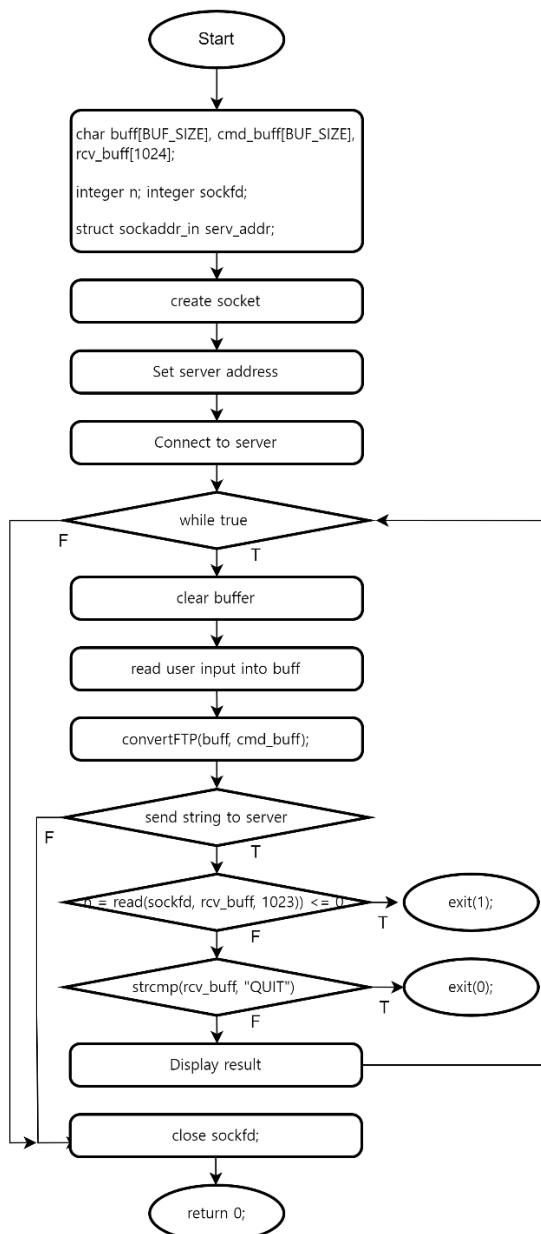 Start
char buff[BUF_SIZE], cmd_buff[BUF_SIZE],
rcv_buff[1024];
integer n; integer sockfd;
struct sockaddr_in serv_addr;
create socket
Set server address
Connect to server
while true
F
T
clear buffer
read user input into buff
convertFTP(buff, cmd_buff);
send string to server
F
T
= read(sockfd, rcv_buff, 1023)) <= 0
T
exit(1);
F
strcmp(rcv_buff, "QUIT")
T
exit(0);
F
Display result
close sockfd;
return 0;